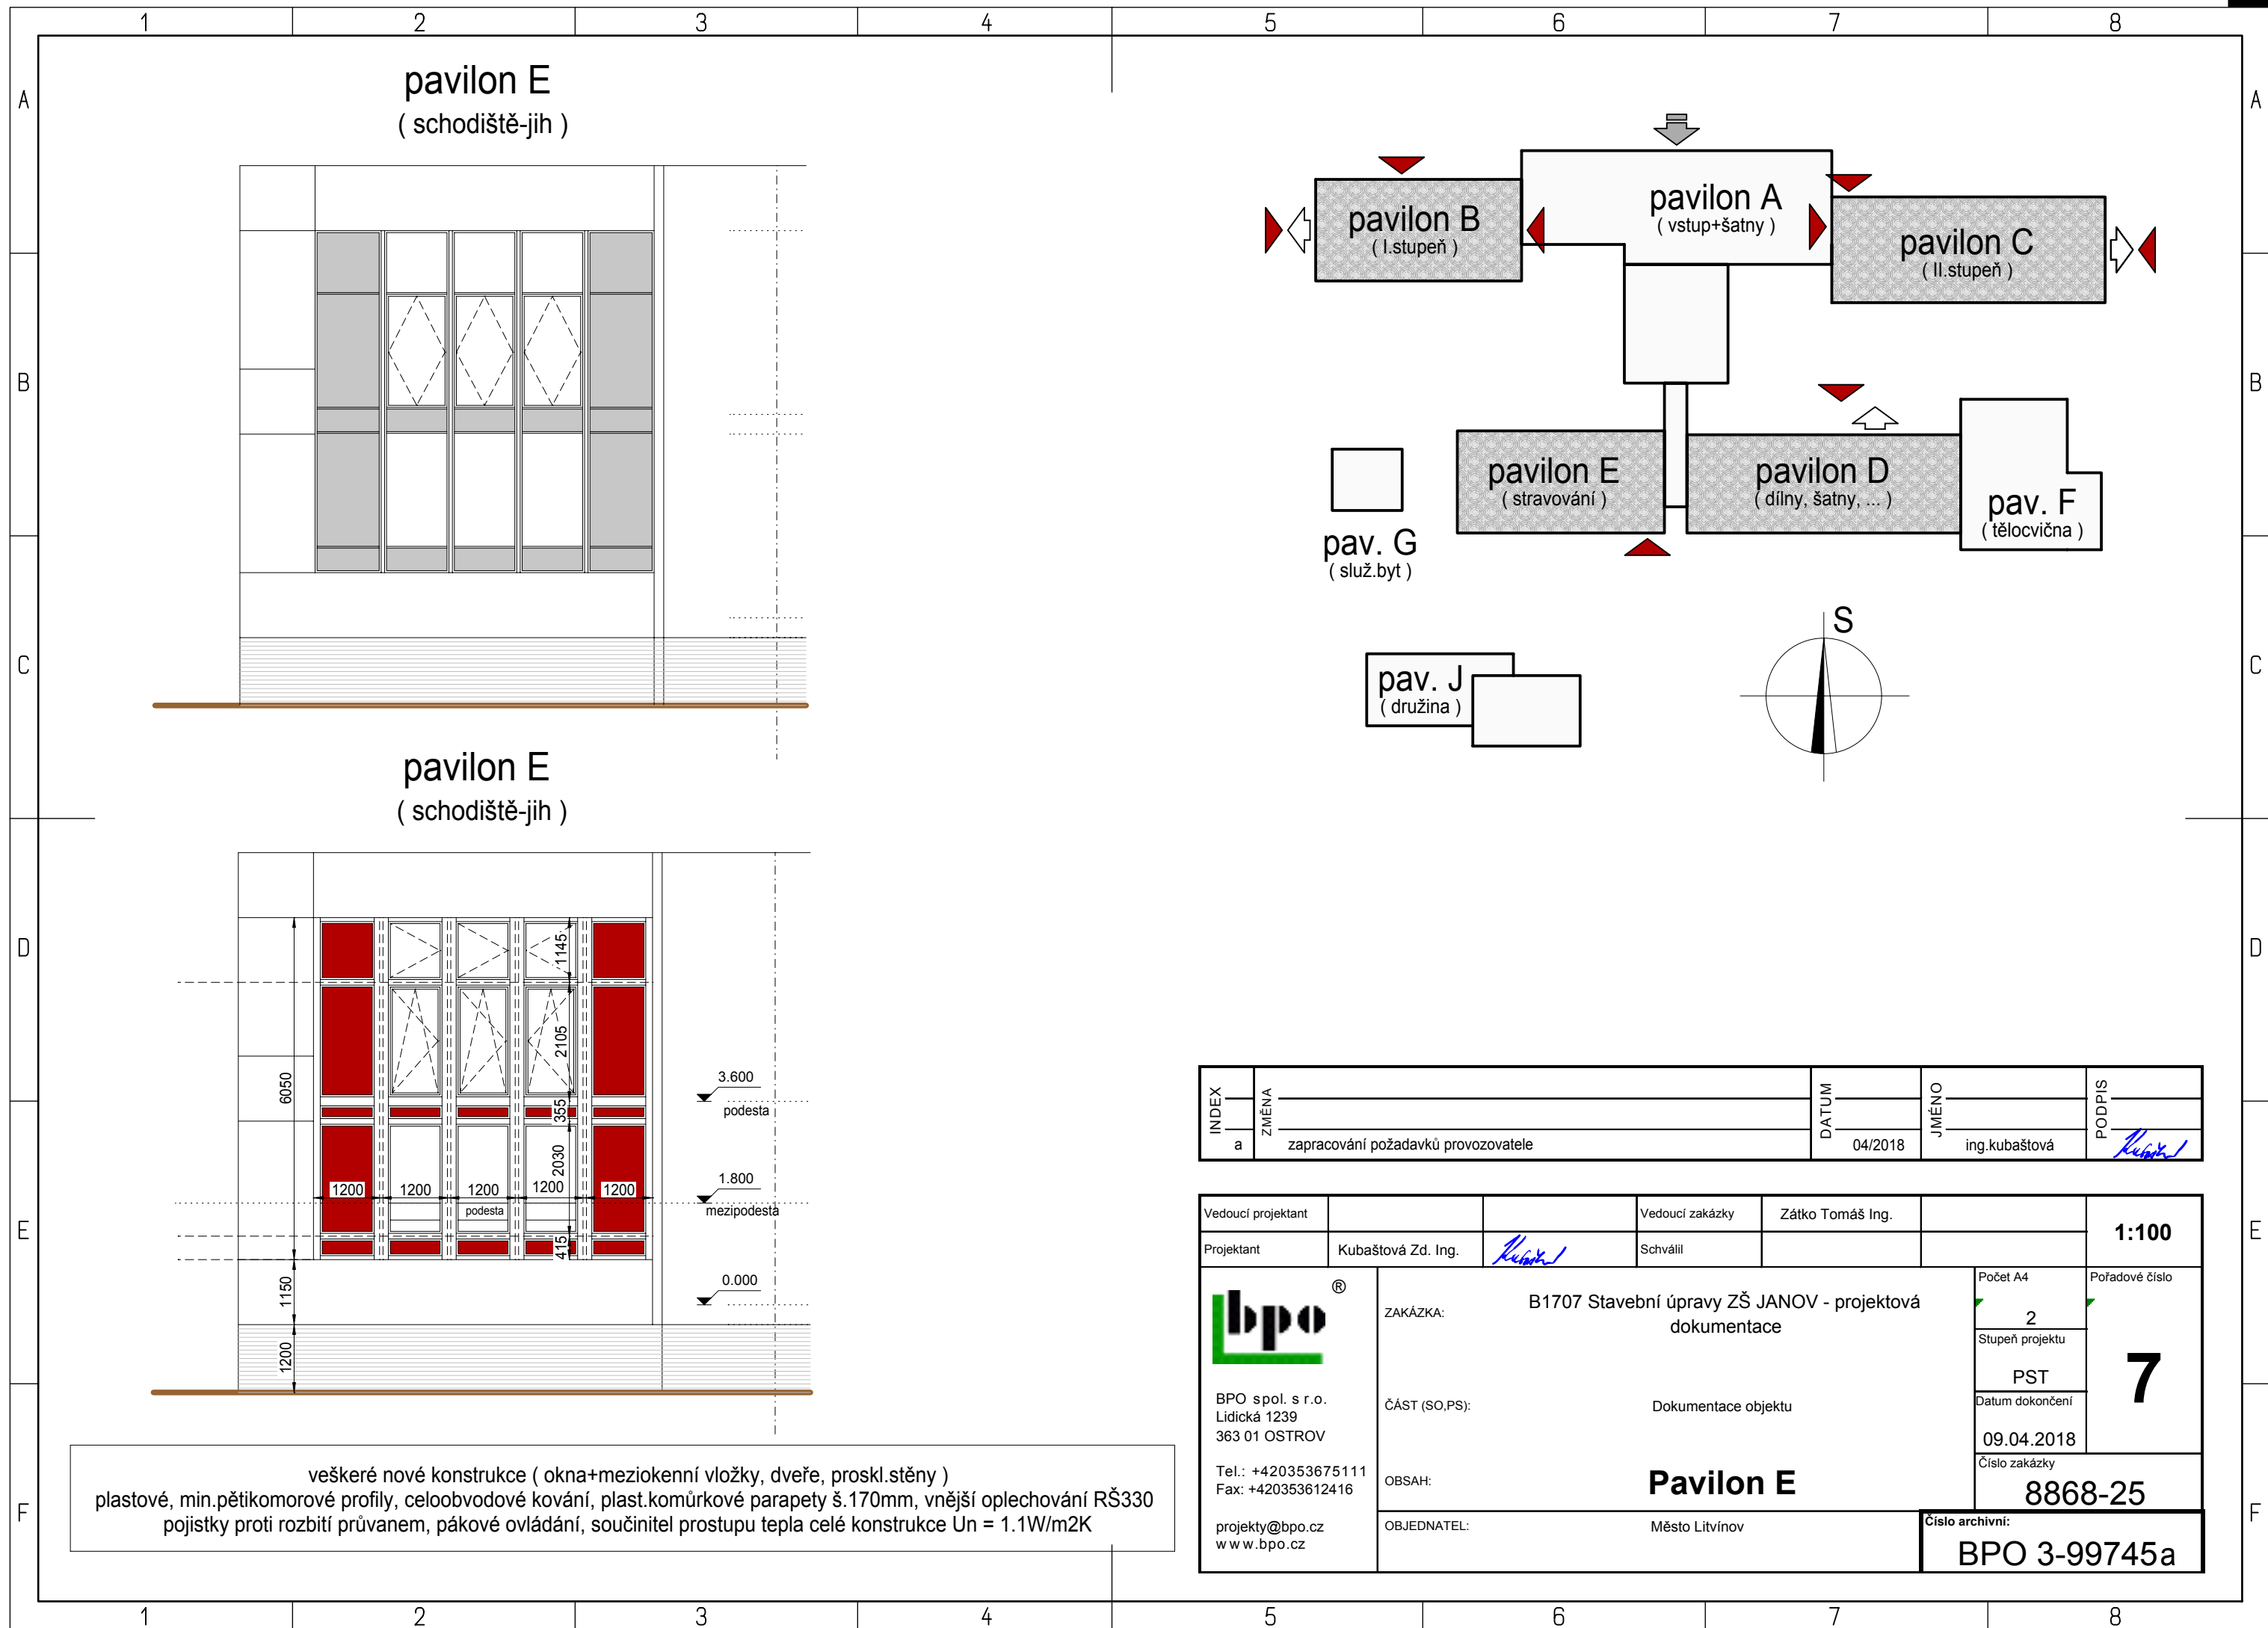 1 2 3 4 5 6 7 8
A
B
C
D
E
F
pavilon E
( schodiště-jih )
pavilon A
( vstup+šatny )
pavilon B
( I.stupeň )
pavilon C
( II.stupeň )
pavilon E
( stravování )
pavilon D
( dílny, šatny, ... )
pav. F
( tělocvična )
pav. G
( služ.byt )
pav. J
( družina )
S
pavilon E
( schodiště-jih )
1145
2105
355
2030
415
6050
1150
1200
1200 1200 1200 1200 1200
podesta
3.600
podesta
1.800
mezipodesta
0.000
veškeré nové konstrukce ( okna+meziokenní vložky, dveře, proskl.stěny )
plastové, min.pětikomorové profily, celoobvodové kování, plast.komůrkové parapety š.170mm, vnější oplechování RŠ330
pojistky proti rozbití průvanem, pákové ovládání, součinitel prostupu tepla celé konstrukce Un = 1.1W/m2K
INDEX ZMĚNA DATUM JMÉNO PODPIS
a zapracování požadavků provozovatele 04/2018 ing.kubaštová
Vedoucí projektant Vedoucí zakázky Zátko Tomáš Ing.
1:100
Projektant Kubaštová Zd. Ing. Schválil
bpo ®
BPO spol. s r.o.
Lidická 1239
363 01 OSTROV
Tel.: +420353675111
Fax: +420353612416
projekty@bpo.cz
www.bpo.cz
ZAKÁZKA: B1707 Stavební úpravy ZŠ JANOV - projektová
dokumentace
ČÁST (SO,PS): Dokumentace objektu
OBSAH: Pavilon E
OBJEDNATEL: Město Litvínov
Počet A4
2
Stupeň projektu
PST
Datum dokončení
09.04.2018
Pořadové číslo
7
Číslo zakázky
8868-25
Číslo archivní:
BPO 3-99745a
A
B
C
D
E
F
1 2 3 4 5 6 7 8